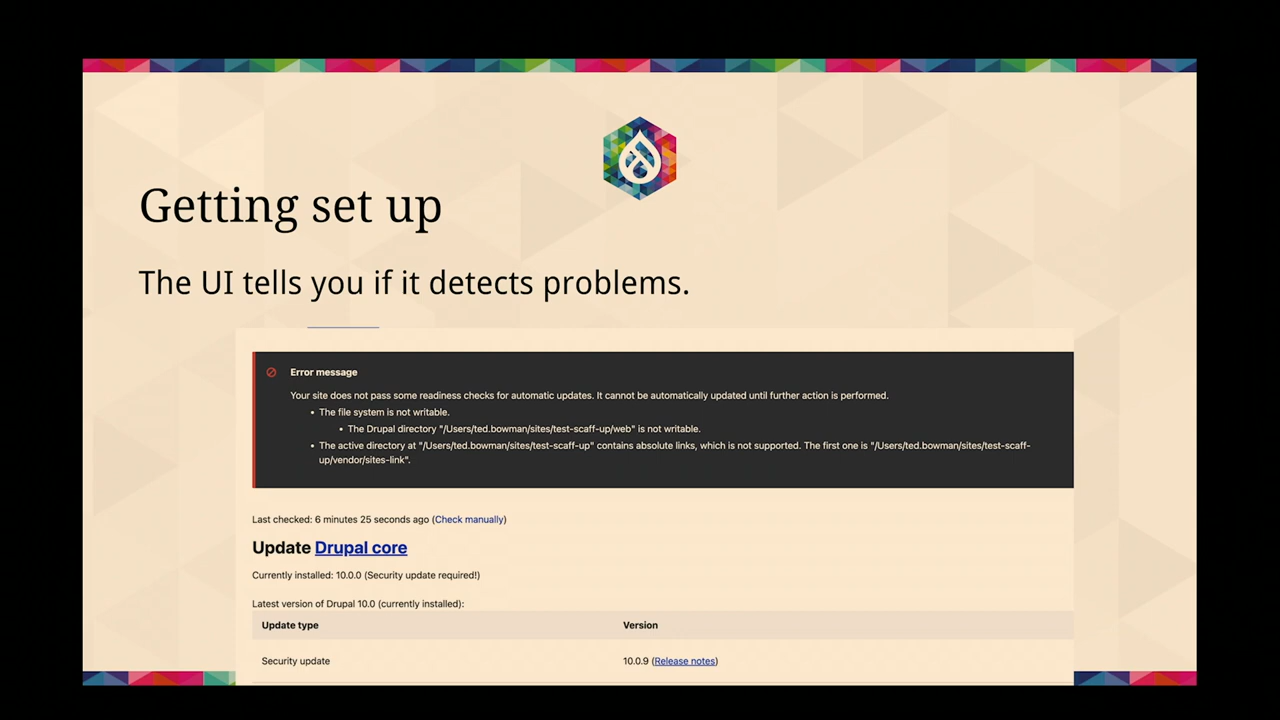 Getting set up
The UI tells you if it detects problems.
Error message
Your site does not pass some readiness checks for automatic updates. It cannot be automatically updated until further action is performed.
• The file system is not writable.
• The Drupal directory "/Users/ted.bowman/sites/test-scaff-up/web" is not writable.
• The active directory at "/Users/ted.bowman/sites/test-scaff-up" contains absolute links, which is not supported. The first one is "/Users/ted.bowman/sites/test-scaff-
up/vendor/sites-link".
Last checked: 6 minutes 25 seconds ago (Check manually)
Update Drupal core
Currently installed: 10.0.0 (Security update required!)
Latest version of Drupal 10.0 (currently installed):
Update type Version
Security update 10.0.9 (Release notes)